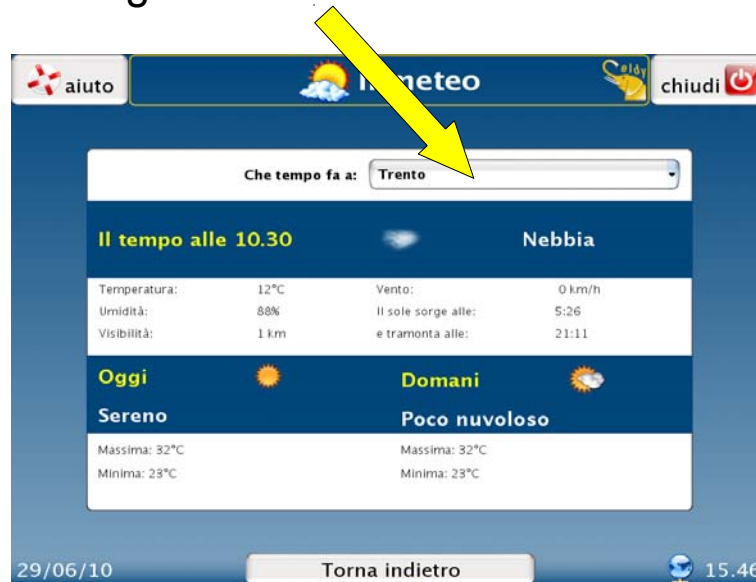 aiuto
meteo
Eldy
chiudi
Che tempo fa a:
Trento
Il tempo alle 10.30
Nebbia
Temperatura: 12°C Vento: 0 km/h
Umidità: 88% Il sole sorge alle: 5:26
Visibilità: 1 km e tramonta alle: 21:11
Oggi Domani
Sereno Poco nuvoloso
Massima: 32°C Massima: 32°C
Minima: 23°C Minima: 23°C
29/06/10
Torna indietro
15.46